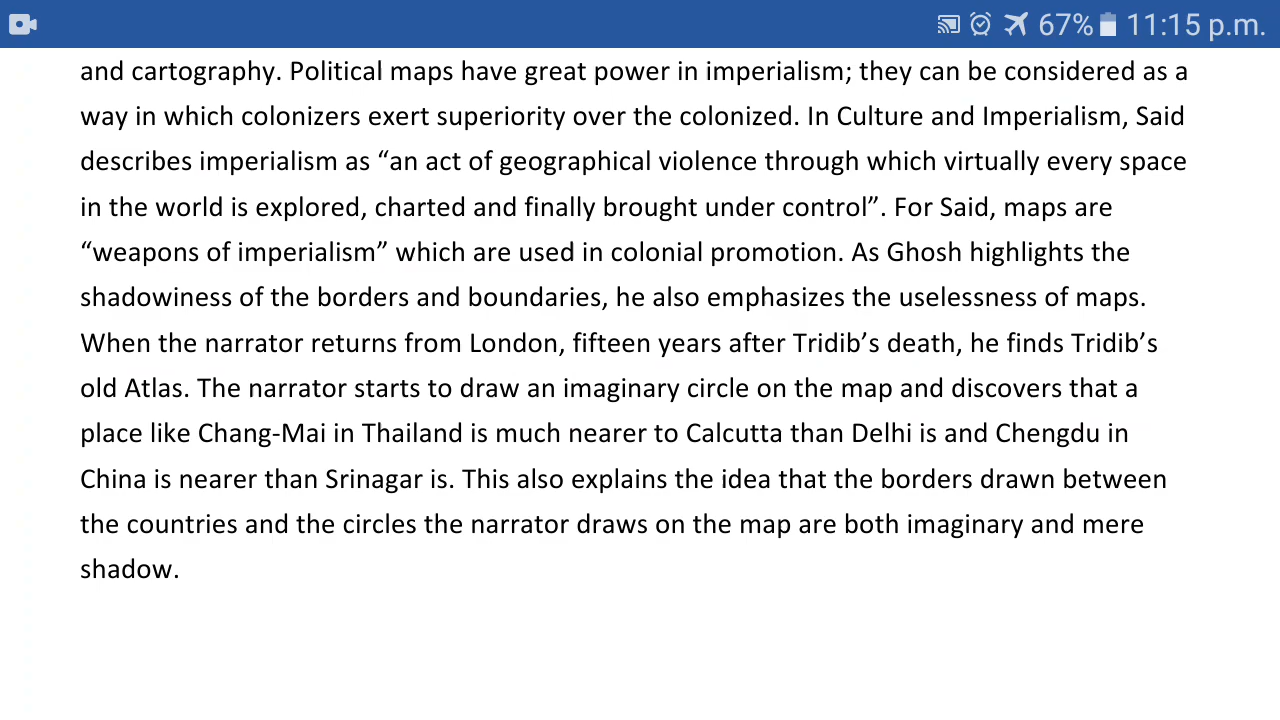 67% 11:15 p.m.
and cartography. Political maps have great power in imperialism; they can be considered as a
way in which colonizers exert superiority over the colonized. In Culture and Imperialism, Said
describes imperialism as “an act of geographical violence through which virtually every space
in the world is explored, charted and finally brought under control”. For Said, maps are
“weapons of imperialism” which are used in colonial promotion. As Ghosh highlights the
shadowiness of the borders and boundaries, he also emphasizes the uselessness of maps.
When the narrator returns from London, fifteen years after Tridib’s death, he finds Tridib’s
old Atlas. The narrator starts to draw an imaginary circle on the map and discovers that a
place like Chang-Mai in Thailand is much nearer to Calcutta than Delhi is and Chengdu in
China is nearer than Srinagar is. This also explains the idea that the borders drawn between
the countries and the circles the narrator draws on the map are both imaginary and mere
shadow.